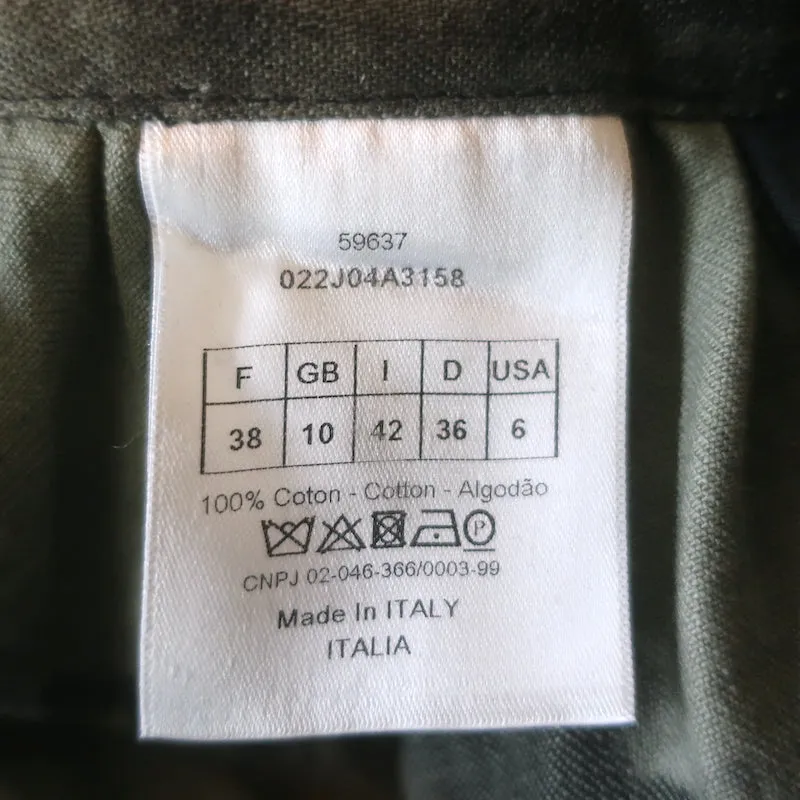 59637
022J04A3158
F GB I D USA
38 10 42 36 6
100% Coton - Cotton - Algodão
P
CNPJ 02-046-366/0003-99
Made In ITALY
ITALIA